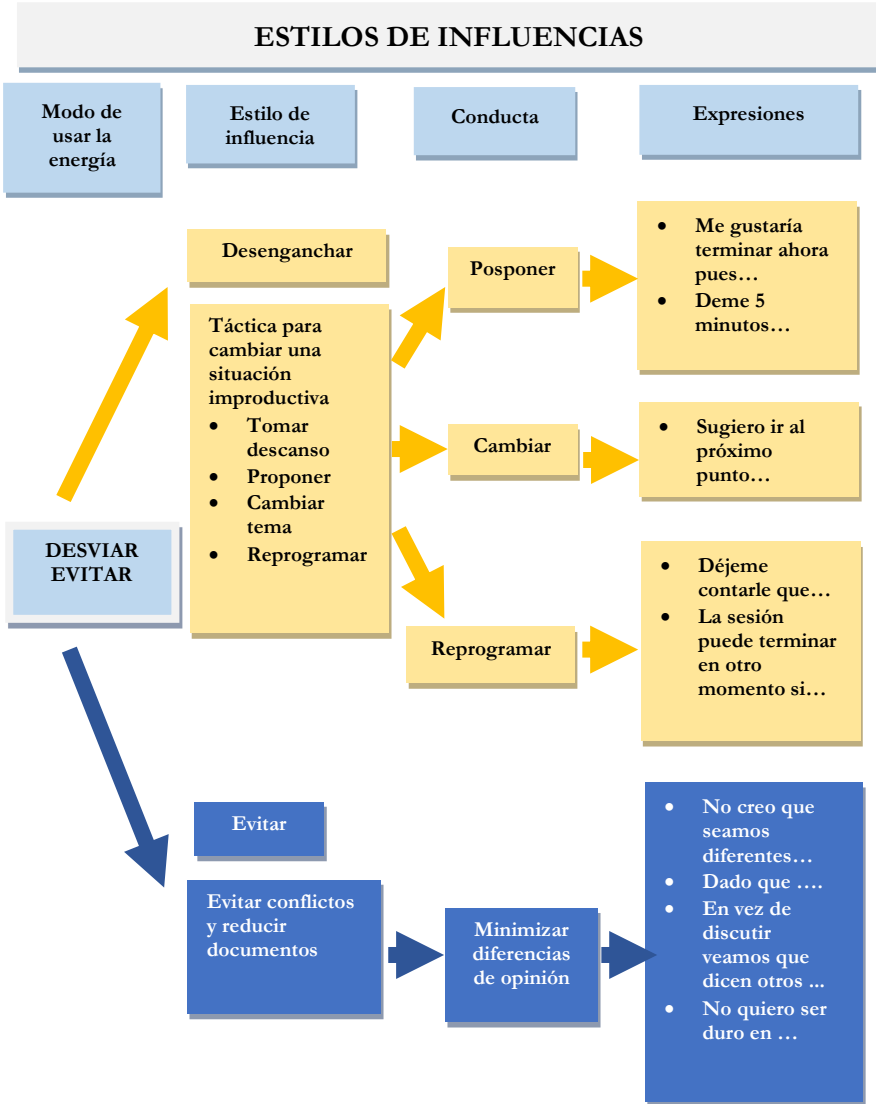 ESTILOS DE INFLUENCIAS
Modo de
usar la
energía
Estilo de
influencia
Conducta
Expresiones
Desenganchar
Táctica para
cambiar una
situación
improductiva
• Tomar
descanso
• Proponer
• Cambiar
tema
• Reprogramar
Posponer
• Me gustaría
terminar ahora
pues…
• Deme 5
minutos…
Cambiar
• Sugiero ir al
próximo
punto…
Reprogramar
• Déjeme
contarle que…
• La sesión
puede terminar
en otro
momento si…
DESVIAR
EVITAR
Evitar
Evitar conflictos
y reducir
documentos
Minimizar
diferencias
de opinión
• No creo que
seamos
diferentes…
• Dado que ….
• En vez de
discutir
veamos que
dicen otros ...
• No quiero ser
duro en …